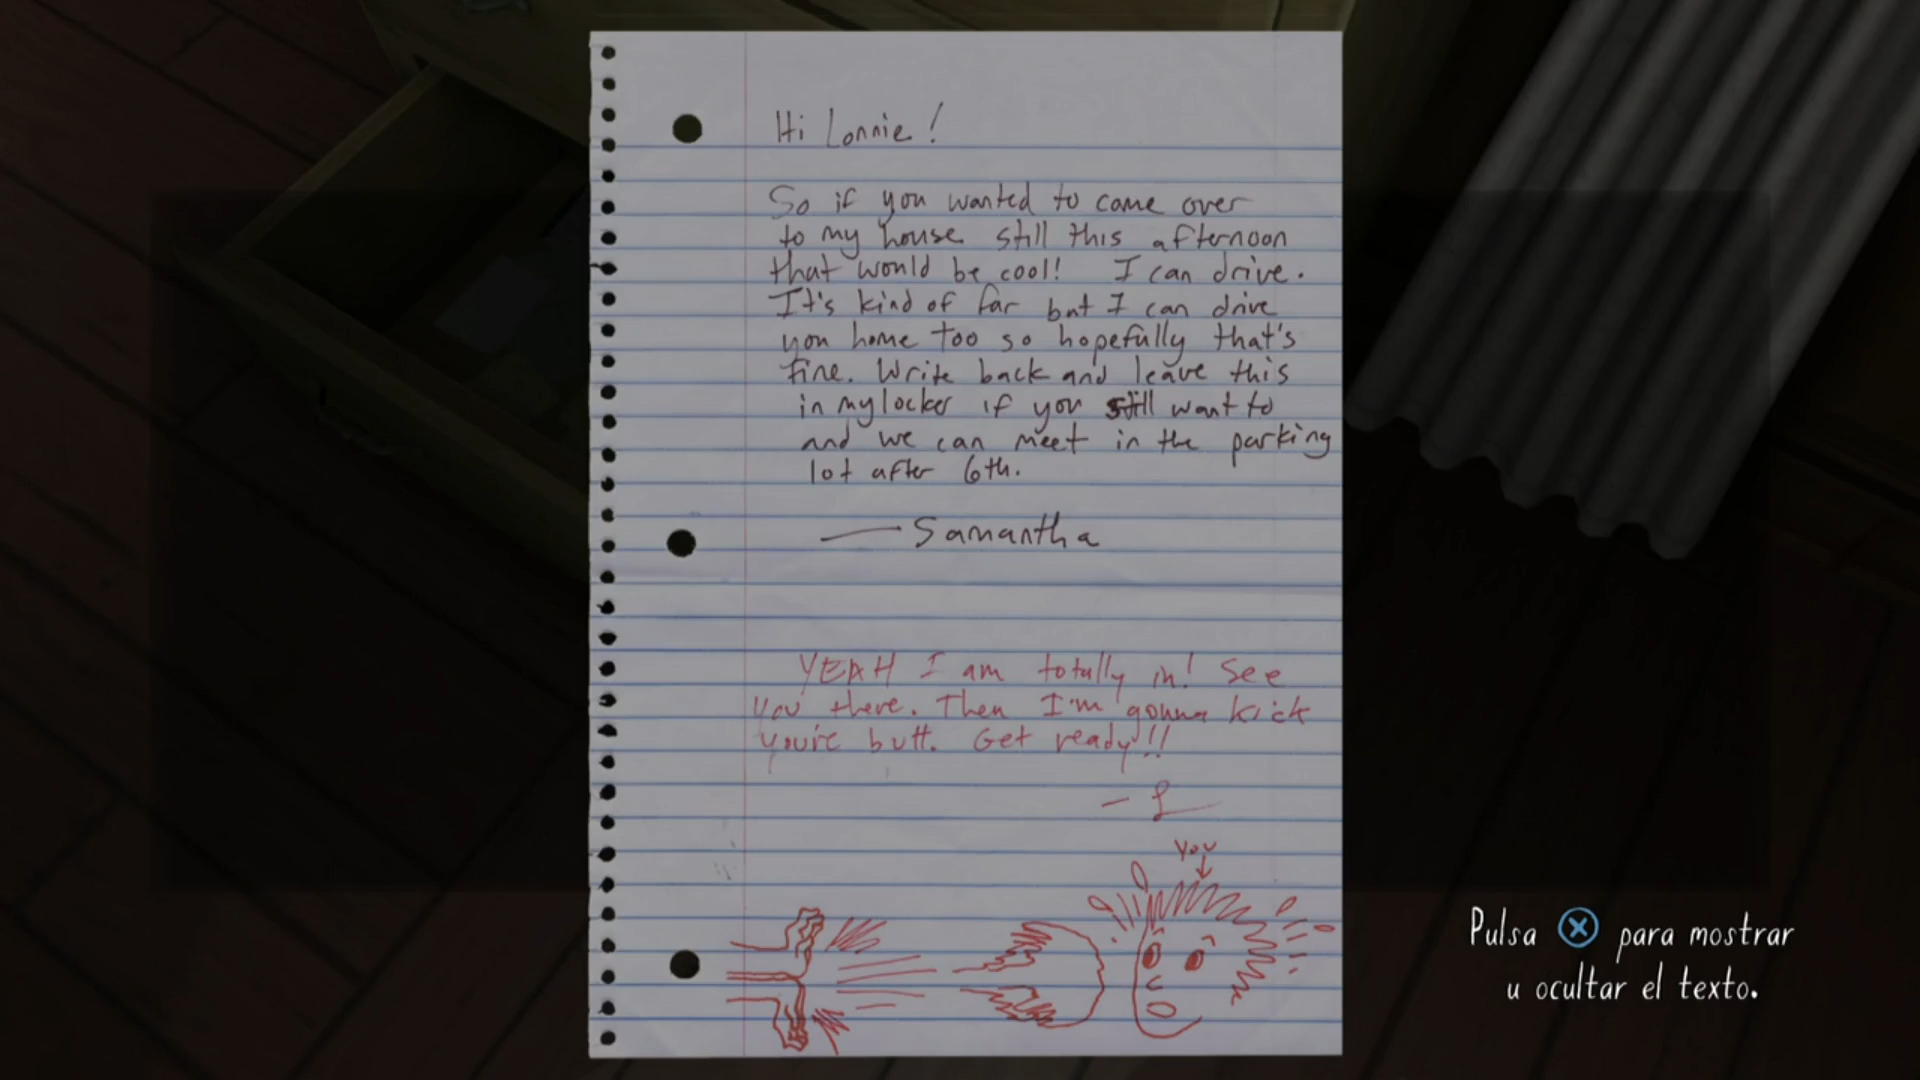 Hi Lonnie!
So if you wanted to come over
to my house still this afternoon
that would be cool! I can drive.
It's kind of far but I can drive
you home too so hopefully that's
fine. Write back and leave this
in my locker if you still want to
and we can meet in the parking
lot after 6th.
— Samantha
YEAH I am totally in! See
you there. Then I'm gonna kick
you're butt. Get ready!!
– L
you
Pulsa ⓧ para mostrar
u ocultar el texto.